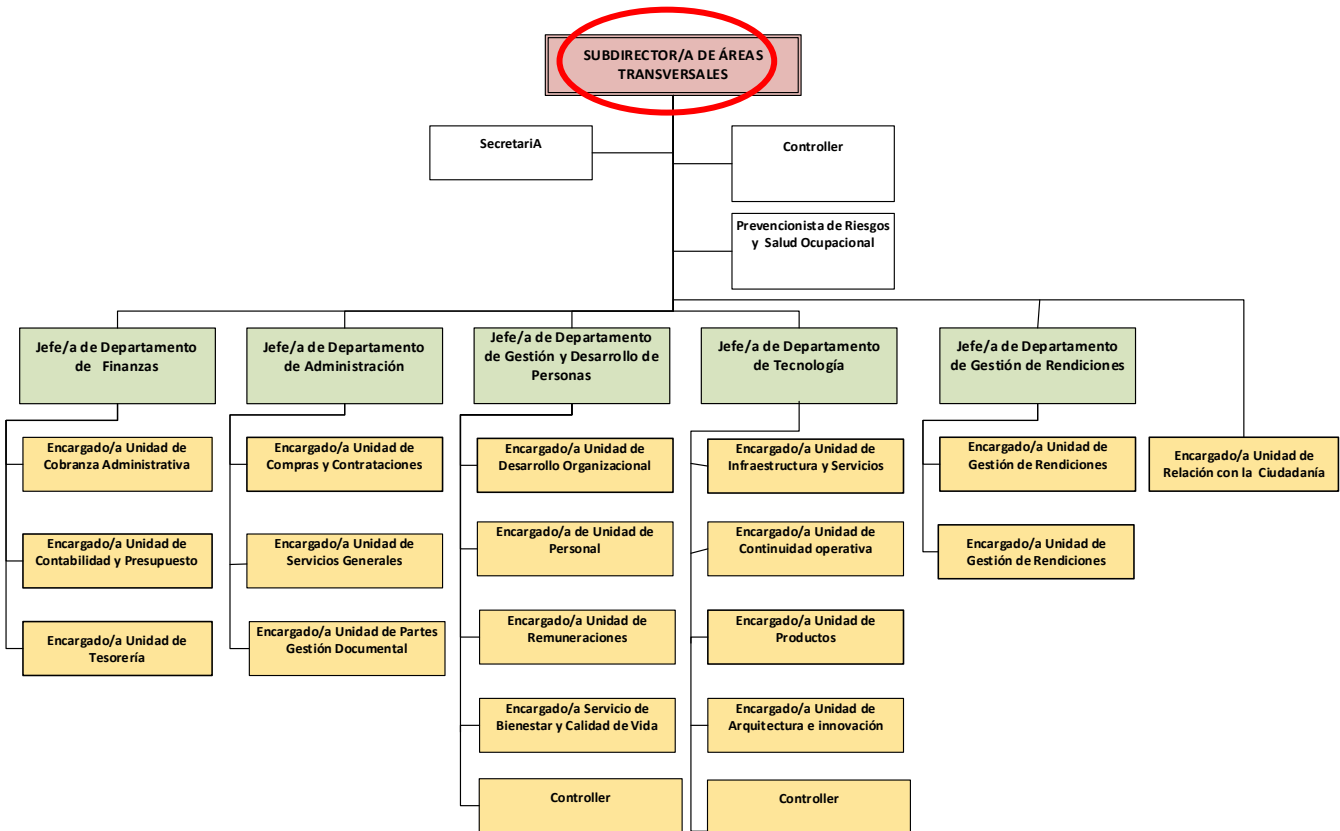 SUBDIRECTOR/A DE ÁREAS
TRANSVERSALES
SecretariA
Controller
Prevencionista de Riesgos
y Salud Ocupacional
Jefe/a de Departamento
de Finanzas
Jefe/a de Departamento
de Administración
Jefe/a de Departamento
de Gestión y Desarrollo de
Personas
Jefe/a de Departamento
de Tecnología
Jefe/a de Departamento
de Gestión de Rendiciones
Encargado/a Unidad de
Cobranza Administrativa
Encargado/a Unidad de
Contabilidad y Presupuesto
Encargado/a Unidad de
Tesorería
Encargado/a Unidad de
Compras y Contrataciones
Encargado/a Unidad de
Servicios Generales
Encargado/a Unidad de Partes
Gestión Documental
Encargado/a Unidad de
Desarrollo Organizacional
Encargado/a de Unidad de
Personal
Encargado/a Unidad de
Remuneraciones
Encargado/a Servicio de
Bienestar y Calidad de Vida
Controller
Encargado/a Unidad de
Infraestructura y Servicios
Encargado/a Unidad de
Continuidad operativa
Encargado/a Unidad de
Productos
Encargado/a Unidad de
Arquitectura e innovación
Controller
Encargado/a Unidad de
Gestión de Rendiciones
Encargado/a Unidad de
Gestión de Rendiciones
Encargado/a Unidad de
Relación con la Ciudadanía